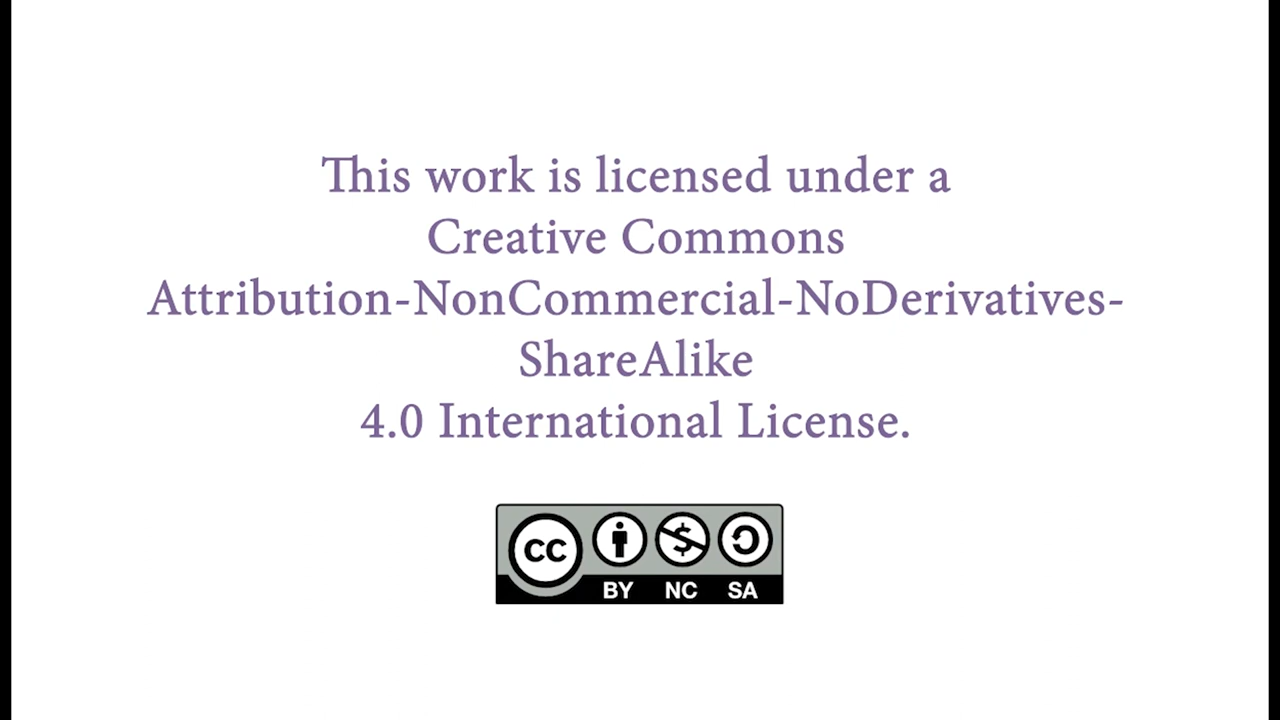 This work is licensed under a
Creative Commons
Attribution-NonCommercial-NoDerivatives-
ShareAlike
4.0 International License.
cc
BY NC SA